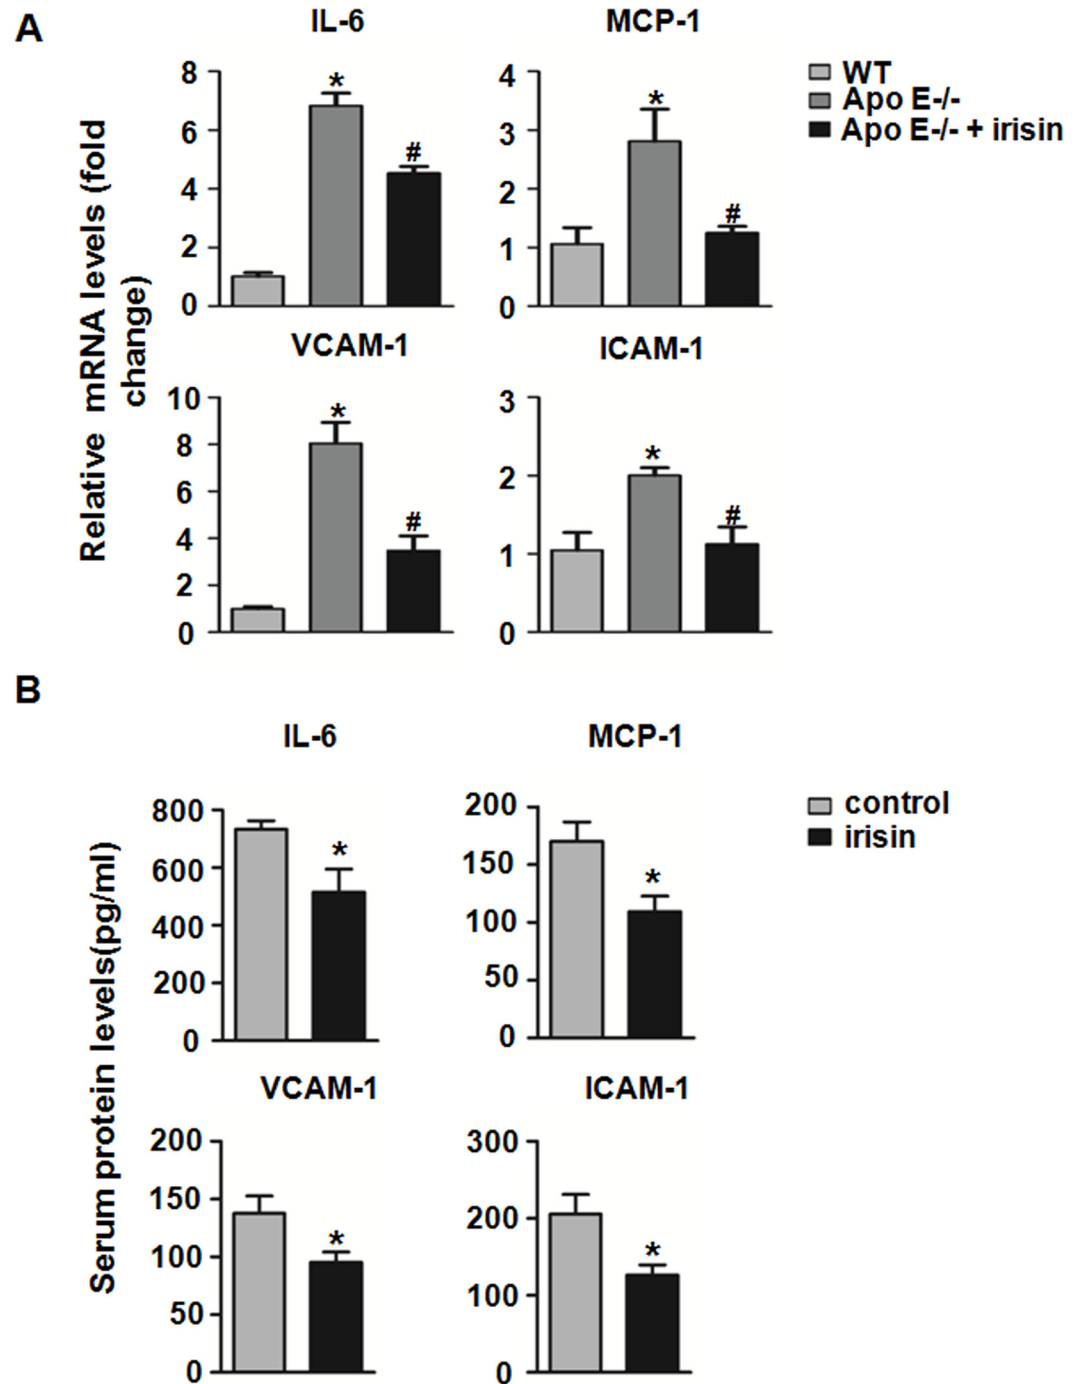 A
IL-6
MCP-1
WT
Apo E-/-
Apo E-/- + irisin
Relative mRNA levels (fold
change)
8
6
4
2
0
*
#
4
3
2
1
0
*
#
VCAM-1
ICAM-1
10
8
6
4
2
0
*
#
3
2
1
0
*
#
B
IL-6
MCP-1
control
irisin
Serum protein levels(pg/ml)
800
600
400
200
0
*
200
150
100
50
0
*
VCAM-1
ICAM-1
200
150
100
50
0
*
300
200
100
0
*